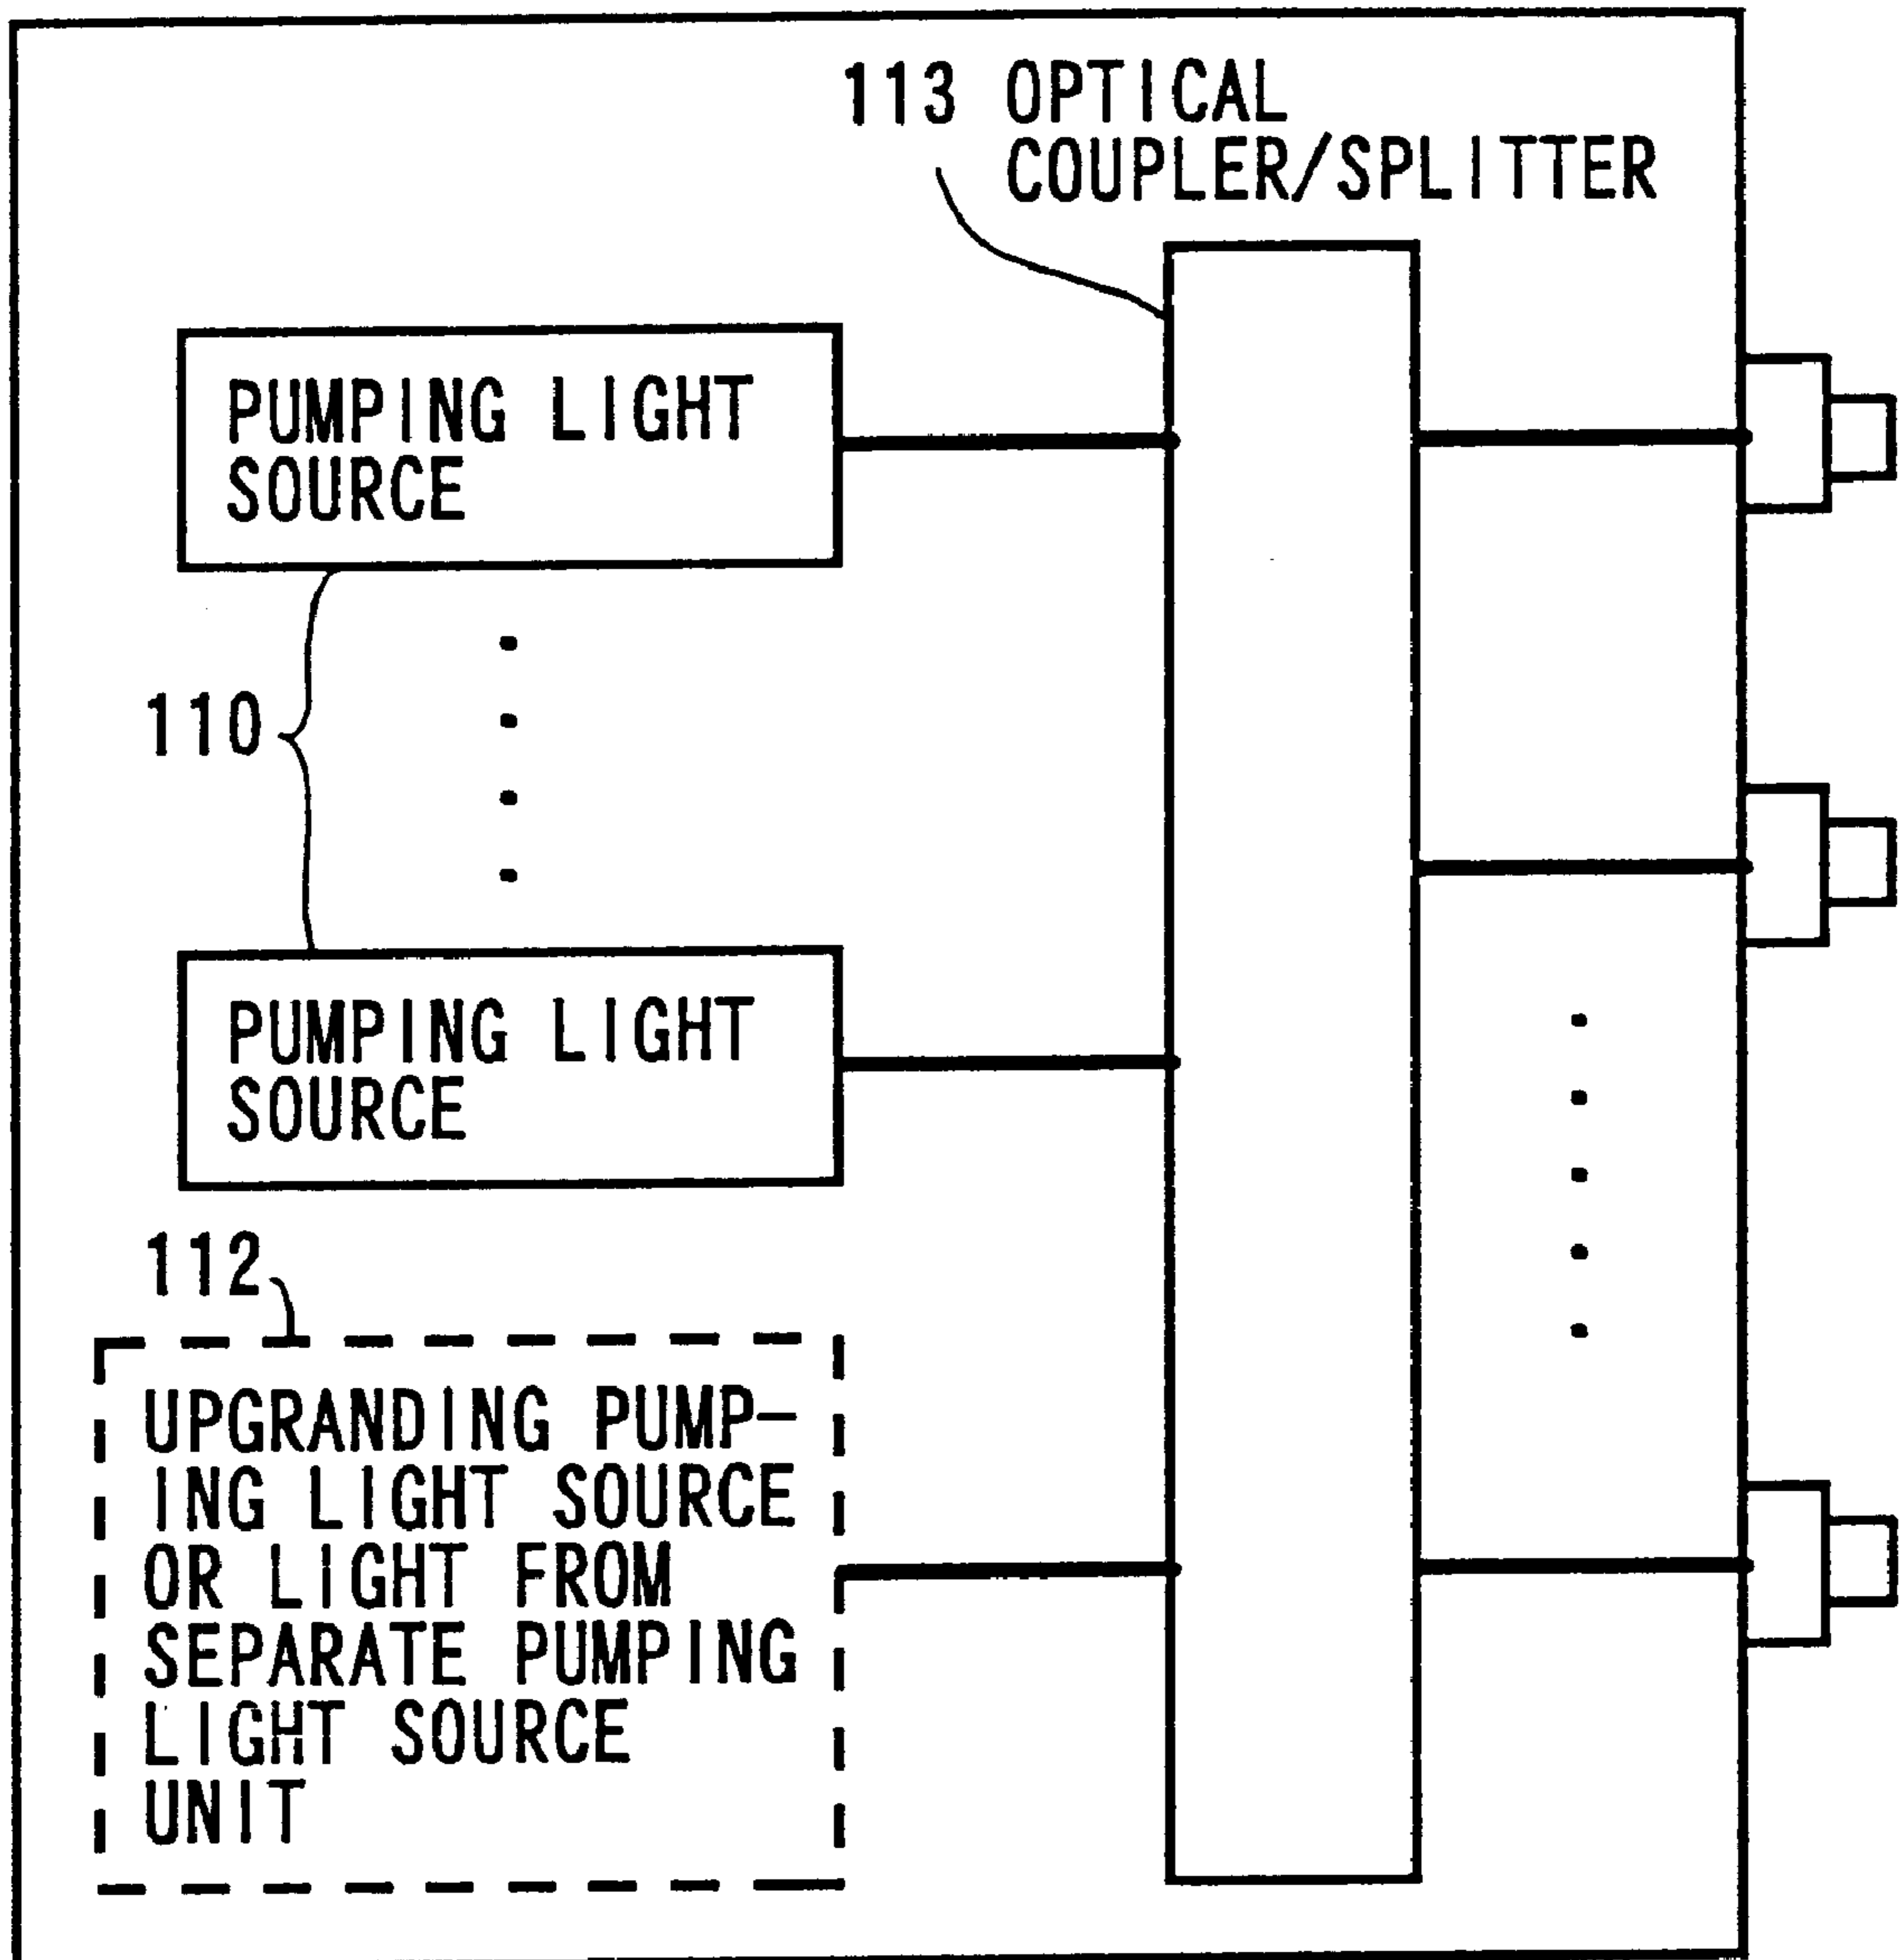 113 OPTICAL
COUPLER/SPLITTER
PUMPING LIGHT
SOURCE
110
PUMPING LIGHT
SOURCE
112
UPGRANDING PUMP-
ING LIGHT SOURCE
OR LIGHT FROM
SEPARATE PUMPING
LIGHT SOURCE
UNIT